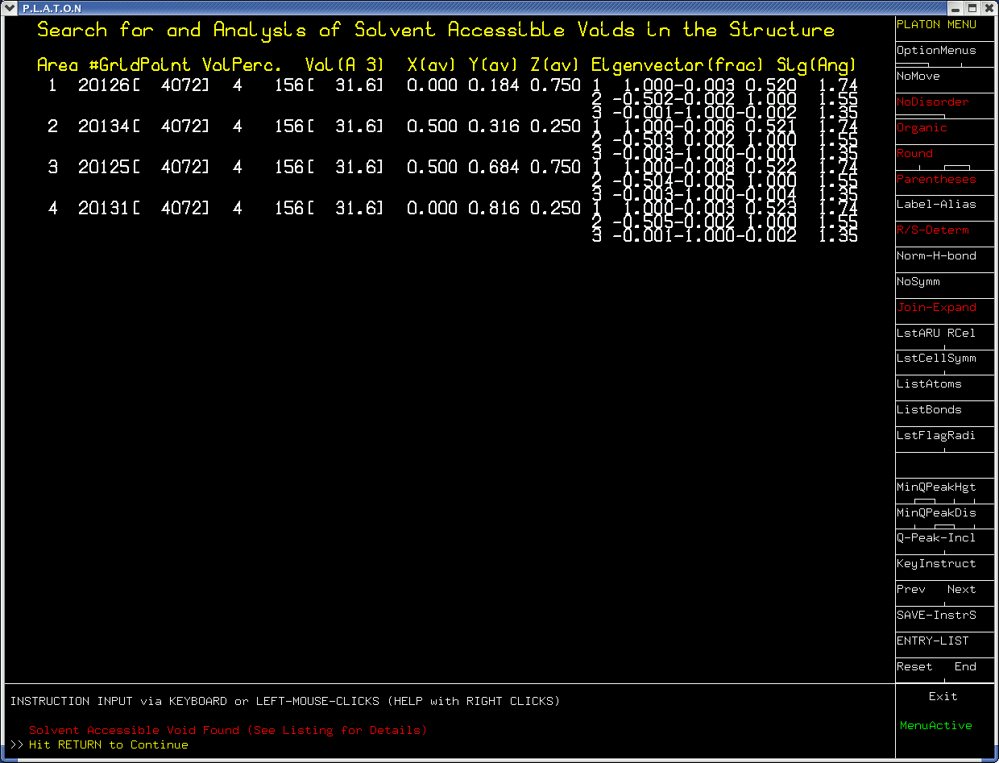 P.L.A.T.O.N
Search for and Analysis of Solvent Accessible Voids in the Structure
Area #GridPoint VolPerc. Vol(A 3) X(av) Y(av) Z(av) Eigenvector(frac) Sig(Ang)
1 20126[ 4072] 4 156[ 31.6] 0.000 0.184 0.750 1 1.000-0.003 0.520 1.74
2 -0.502-0.002 1.000 1.55
3 -0.001-1.000-0.002 1.35
2 20134[ 4072] 4 156[ 31.6] 0.500 0.316 0.250 1 1.000-0.006 0.521 1.74
2 -0.503 0.002 1.000 1.55
3 -0.003-1.000-0.001 1.35
3 20125[ 4072] 4 156[ 31.6] 0.500 0.684 0.750 1 1.000-0.008 0.522 1.74
2 -0.504-0.005 1.000 1.55
3 -0.003-1.000-0.004 1.35
4 20131[ 4072] 4 156[ 31.6] 0.000 0.816 0.250 1 1.000-0.003 0.523 1.74
2 -0.505-0.002 1.000 1.55
3 -0.001-1.000-0.002 1.35
PLATON MENU
OptionMenus
NoMove
NoDisorder
Organic
Round
Parentheses
Label-Alias
R/S-Determ
Norm-H-bond
NoSymm
Join-Expand
LstARU RCel
LstCellSymm
ListAtoms
ListBonds
LstFlagRadi
MinQPeakHgt
MinQPeakDis
Q-Peak-Incl
KeyInstruct
Prev Next
SAVE-InstrS
ENTRY-LIST
Reset End
Exit
MenuActive
INSTRUCTION INPUT via KEYBOARD or LEFT-MOUSE-CLICKS (HELP with RIGHT CLICKS)
Solvent Accessible Void Found (See Listing for Details)
>> Hit RETURN to Continue